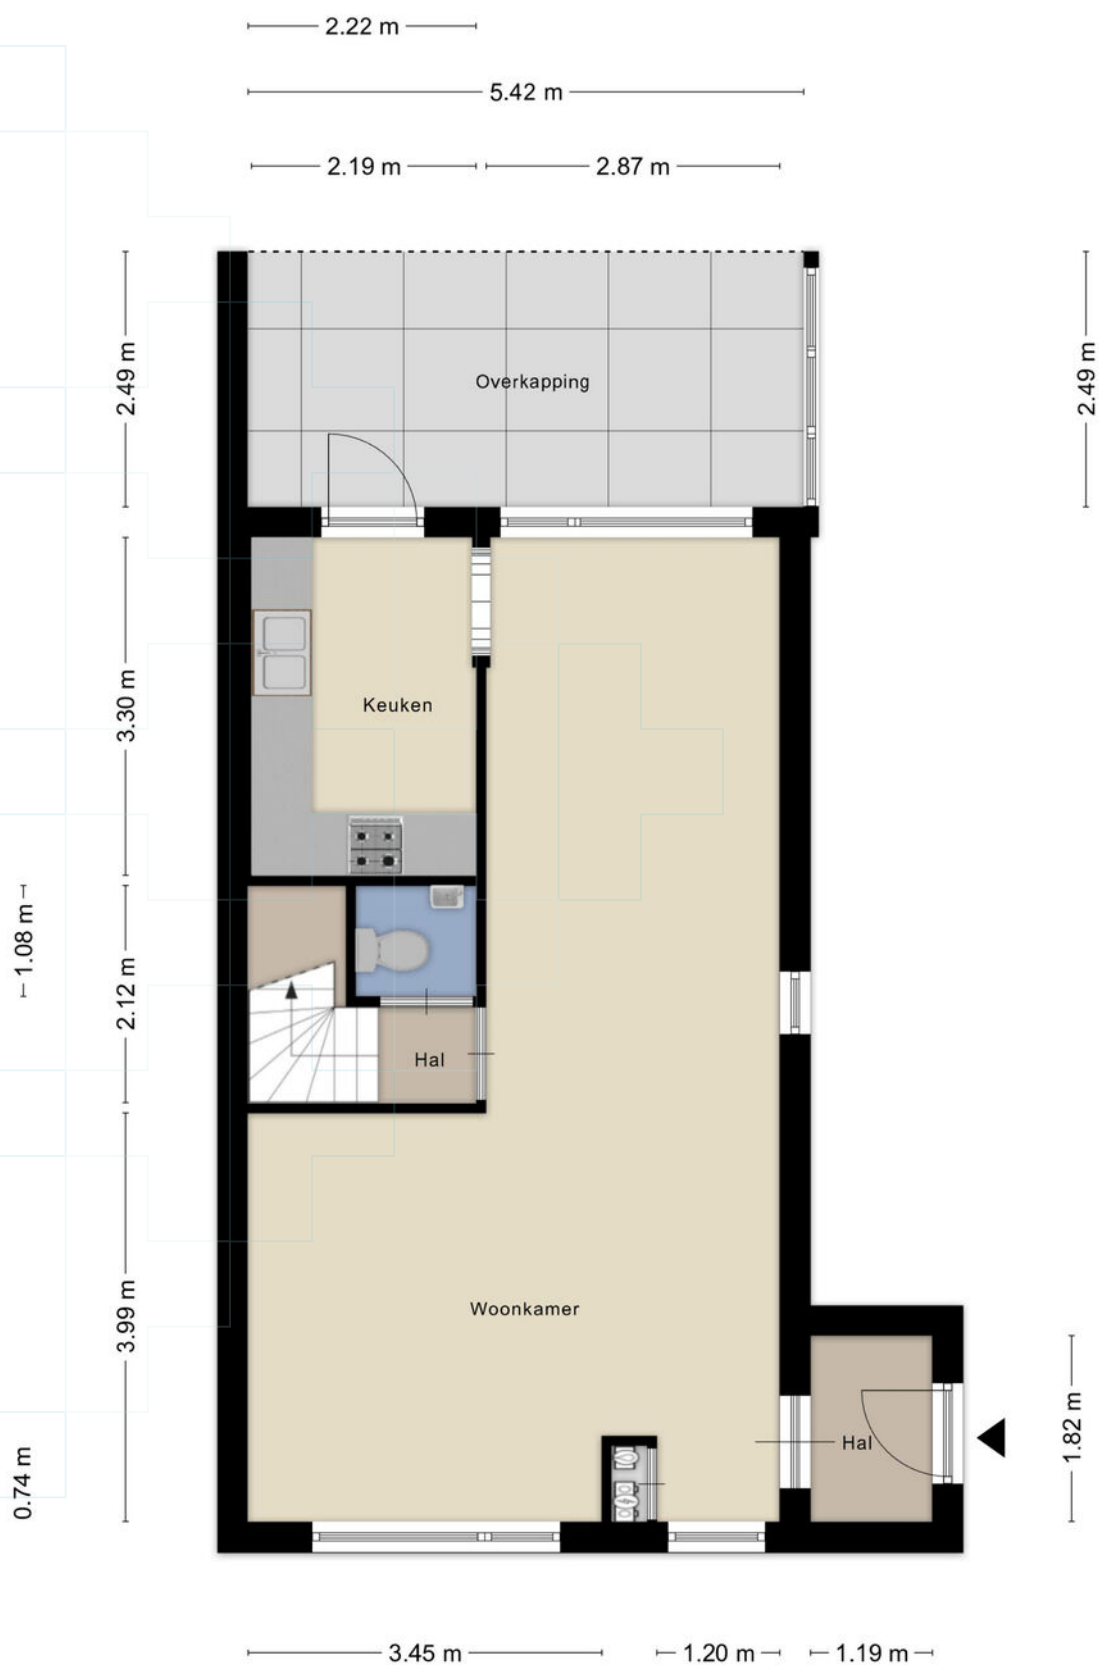 2.22 m
5.42 m
2.19 m
2.87 m
2.49 m
2.49 m
Overkapping
3.30 m
Keuken
1.08 m
2.12 m
Hal
3.99 m
Woonkamer
0.74 m
Hal
1.82 m
3.45 m
1.20 m
1.19 m